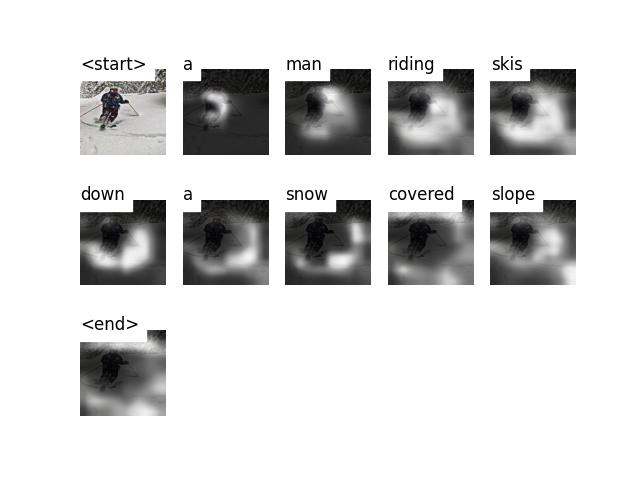 <start> a man riding skis
down a snow covered slope
<end>